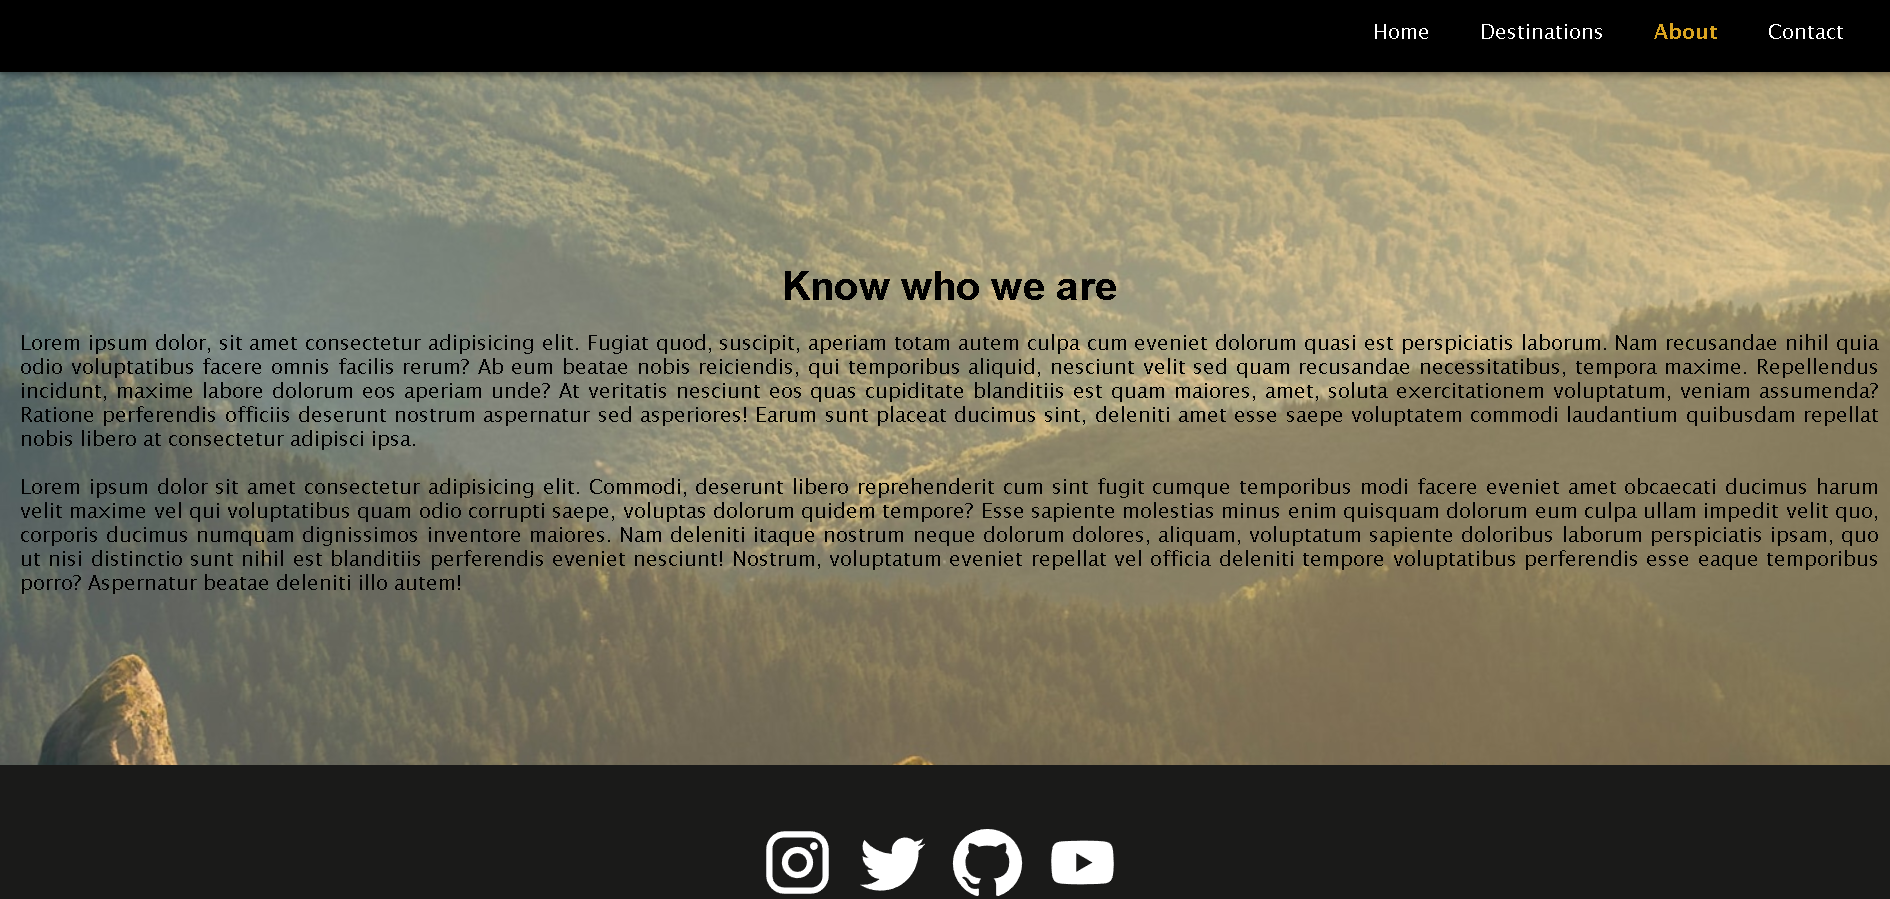 Home Destinations About Contact
Know who we are
Lorem ipsum dolor, sit amet consectetur adipisicing elit. Fugiat quod, suscipit, aperiam totam autem culpa cum eveniet dolorum quasi est perspiciatis laborum. Nam recusandae nihil quia
odio voluptatibus facere omnis facilis rerum? Ab eum beatae nobis reiciendis, qui temporibus aliquid, nesciunt velit sed quam recusandae necessitatibus, tempora maxime. Repellendus
incidunt, maxime labore dolorum eos aperiam unde? At veritatis nesciunt eos quas cupiditate blanditiis est quam maiores, amet, soluta exercitationem voluptatum, veniam assumenda?
Ratione perferendis officiis deserunt nostrum aspernatur sed asperiores! Earum sunt placeat ducimus sint, deleniti amet esse saepe voluptatem commodi laudantium quibusdam repellat
nobis libero at consectetur adipisci ipsa.
Lorem ipsum dolor sit amet consectetur adipisicing elit. Commodi, deserunt libero reprehenderit cum sint fugit cumque temporibus modi facere eveniet amet obcaecati ducimus harum
velit maxime vel qui voluptatibus quam odio corrupti saepe, voluptas dolorum quidem tempore? Esse sapiente molestias minus enim quisquam dolorum eum culpa ullam impedit velit quo,
corporis ducimus numquam dignissimos inventore maiores. Nam deleniti itaque nostrum neque dolorum dolores, aliquam, voluptatum sapiente doloribus laborum perspiciatis ipsam, quo
ut nisi distinctio sunt nihil est blanditiis perferendis eveniet nesciunt! Nostrum, voluptatum eveniet repellat vel officia deleniti tempore voluptatibus perferendis esse eaque temporibus
porro? Aspernatur beatae deleniti illo autem!